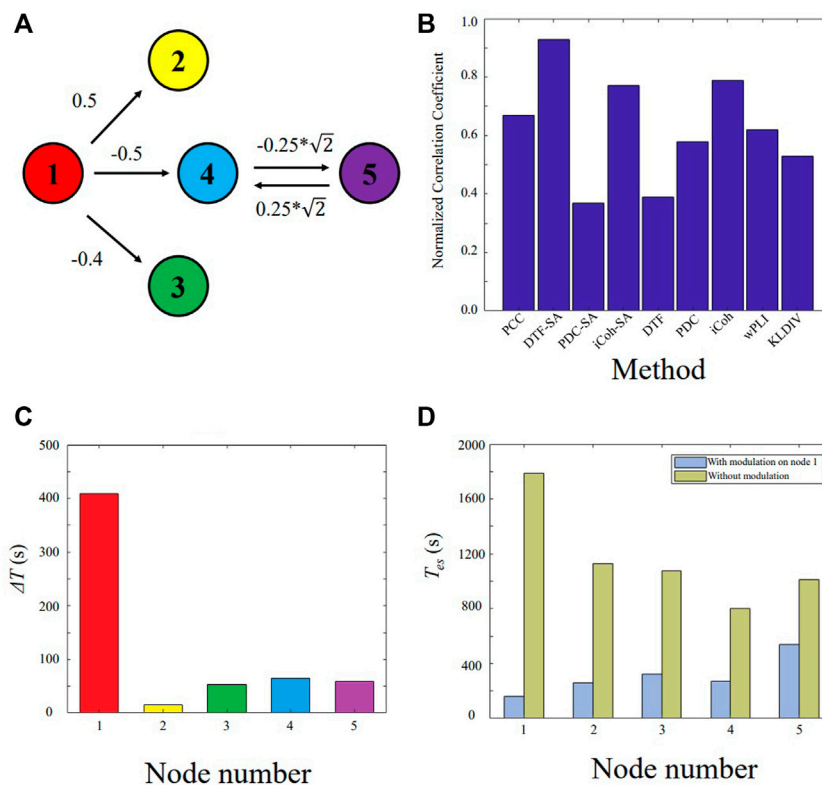 A
2
0.5
1
-0.5
4
-0.25*√2
5
0.25*√2
-0.4
3
B
Normalized Correlation Coefficient
1.0
0.8
0.6
0.4
0.2
0.0
PCC
DTF-SA
PDC-SA
iCoh-SA
DTF
PDC
iCoh
wPLI
KLDIV
Method
C
ΔT (s)
500
400
300
200
100
0
1 2 3 4 5
Node number
D
T_es (s)
2000
1600
1200
800
400
0
With modulation on node 1
Without modulation
1 2 3 4 5
Node number